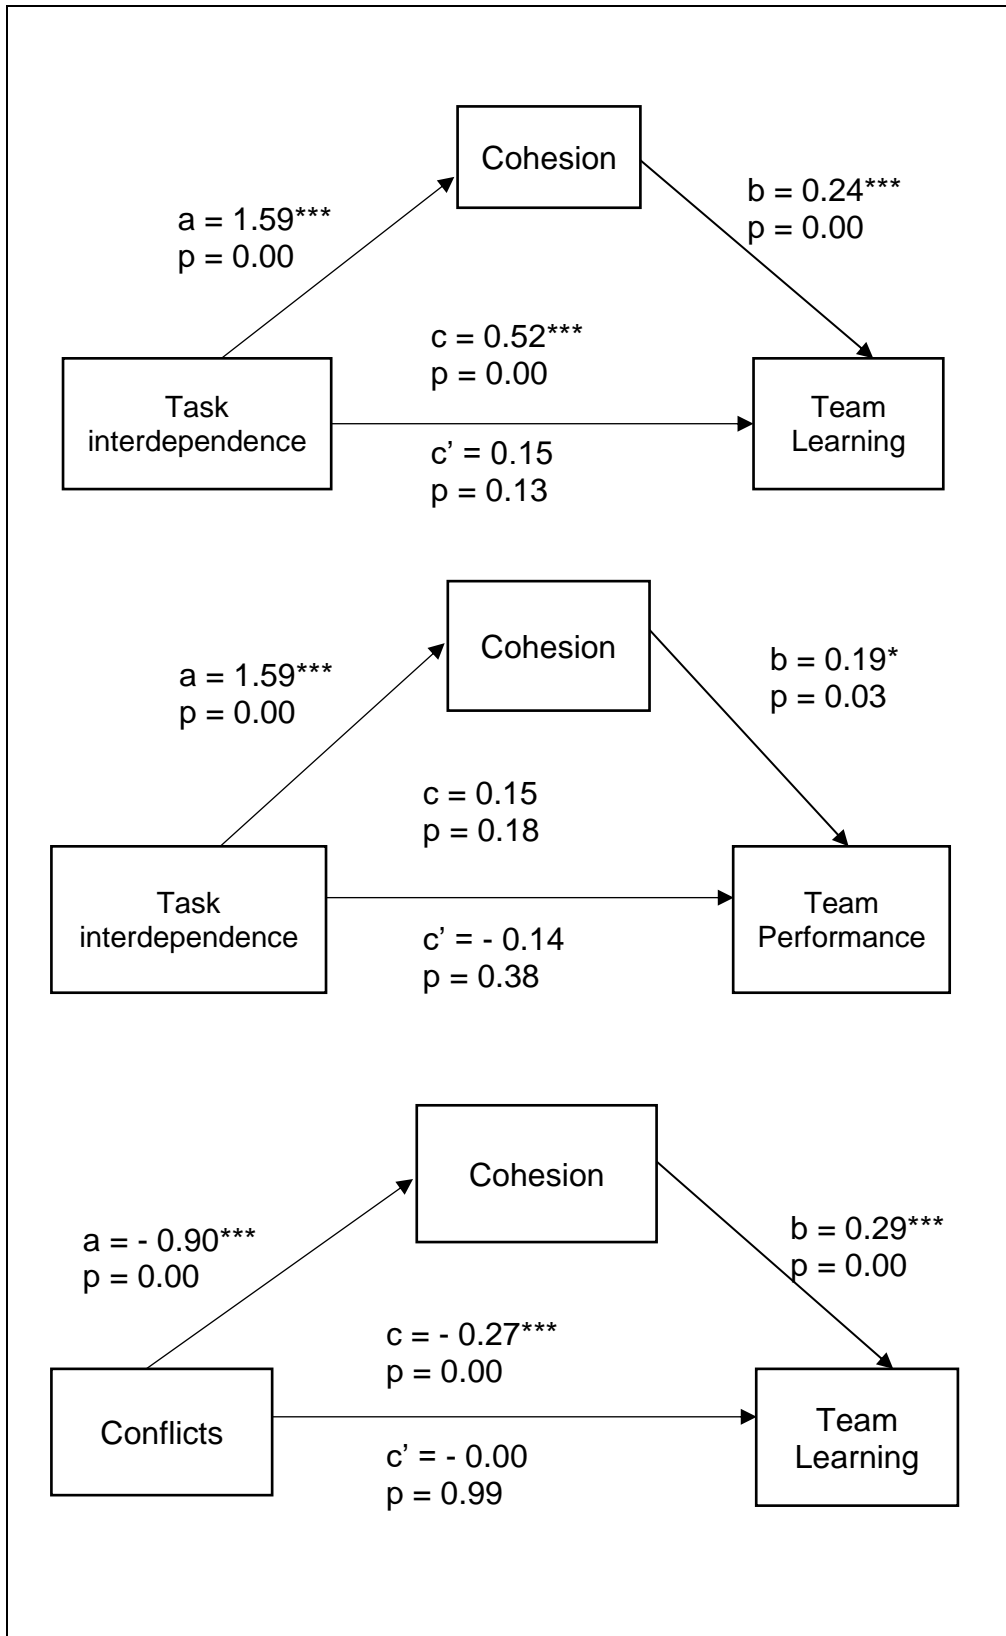 Cohesion
b = 0.24***
p = 0.00
a = 1.59***
p = 0.00
c = 0.52***
p = 0.00
Task
interdependence
Team
Learning
c’ = 0.15
p = 0.13
Cohesion
b = 0.19*
p = 0.03
a = 1.59***
p = 0.00
c = 0.15
p = 0.18
Task
interdependence
Team
Performance
c’ = - 0.14
p = 0.38
Cohesion
b = 0.29***
p = 0.00
a = - 0.90***
p = 0.00
c = - 0.27***
p = 0.00
Conflicts
Team
Learning
c’ = - 0.00
p = 0.99